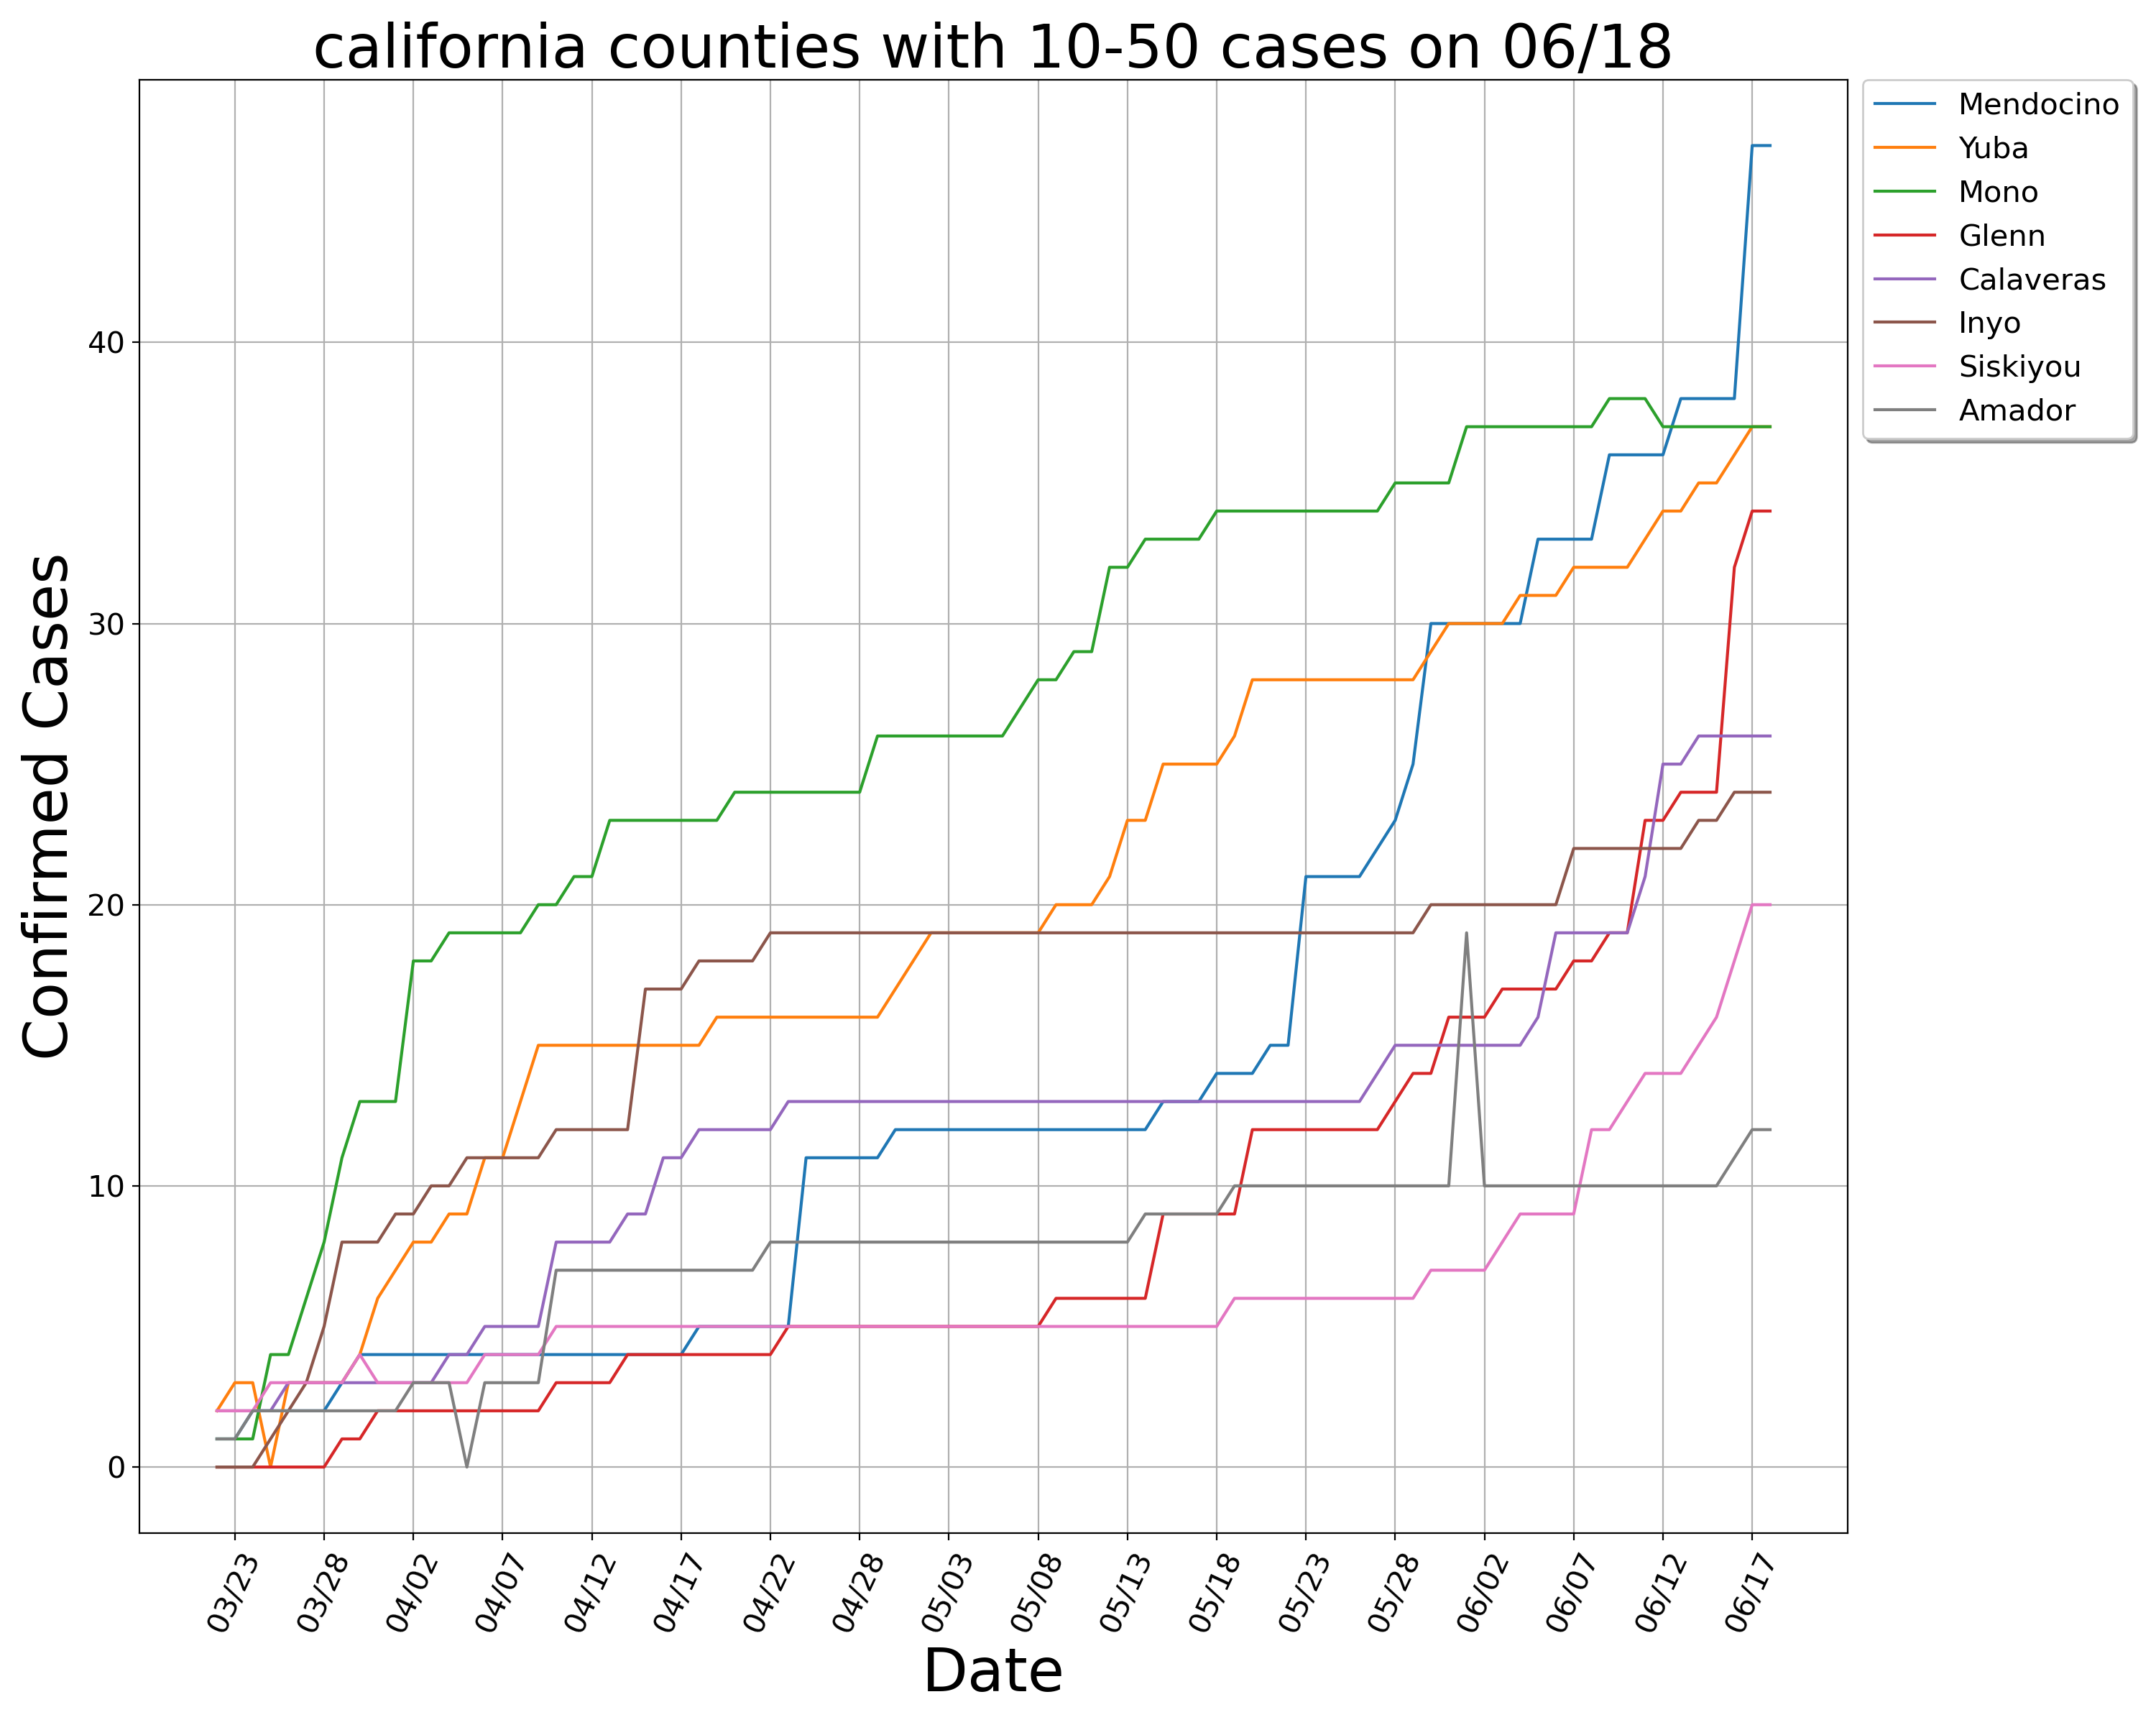 california counties with 10-50 cases on 06/18
Mendocino
Yuba
Mono
Glenn
Calaveras
Inyo
Siskiyou
Amador
Confirmed Cases
40
30
20
10
0
03/23
03/28
04/02
04/07
04/12
04/17
04/22
04/28
05/03
05/08
05/13
05/18
05/23
05/28
06/02
06/07
06/12
06/17
Date